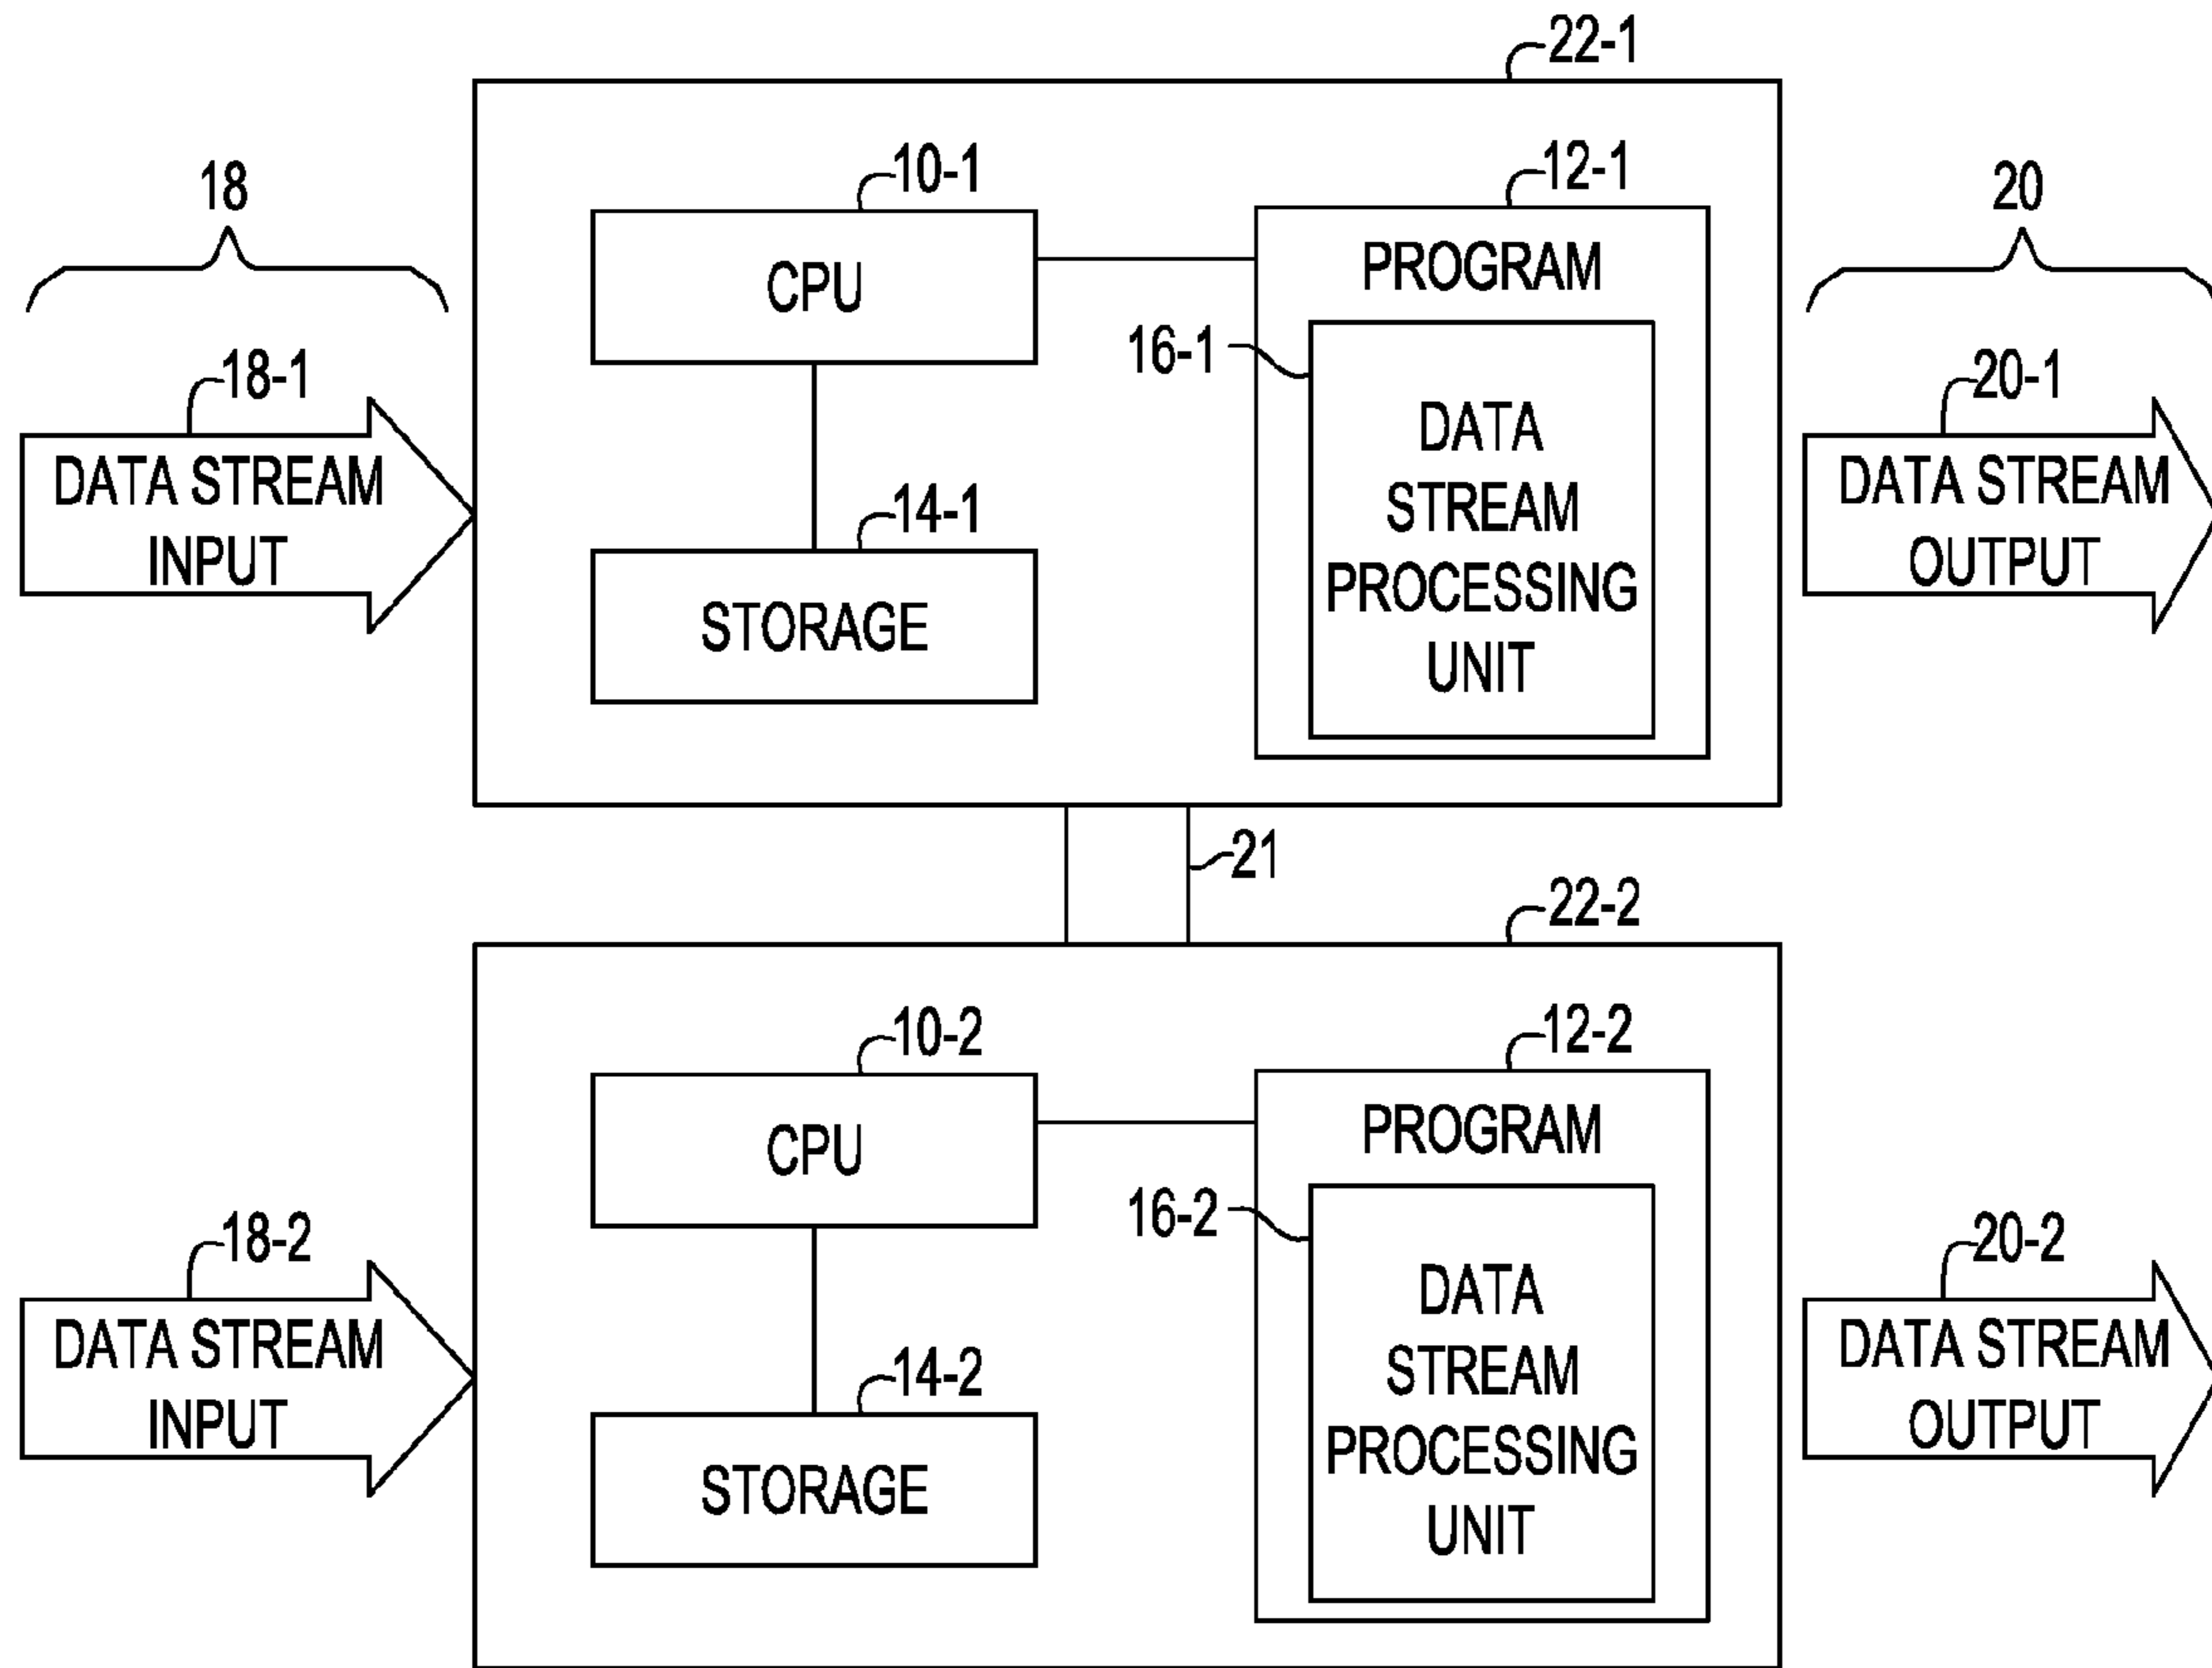 22-1
18
10-1
12-1
20
CPU
PROGRAM
18-1
16-1
20-1
DATA STREAM
INPUT
14-1
STORAGE
DATA
STREAM
PROCESSING
UNIT
DATA STREAM
OUTPUT
21
22-2
10-2
12-2
CPU
PROGRAM
18-2
16-2
20-2
DATA STREAM
INPUT
14-2
STORAGE
DATA
STREAM
PROCESSING
UNIT
DATA STREAM
OUTPUT